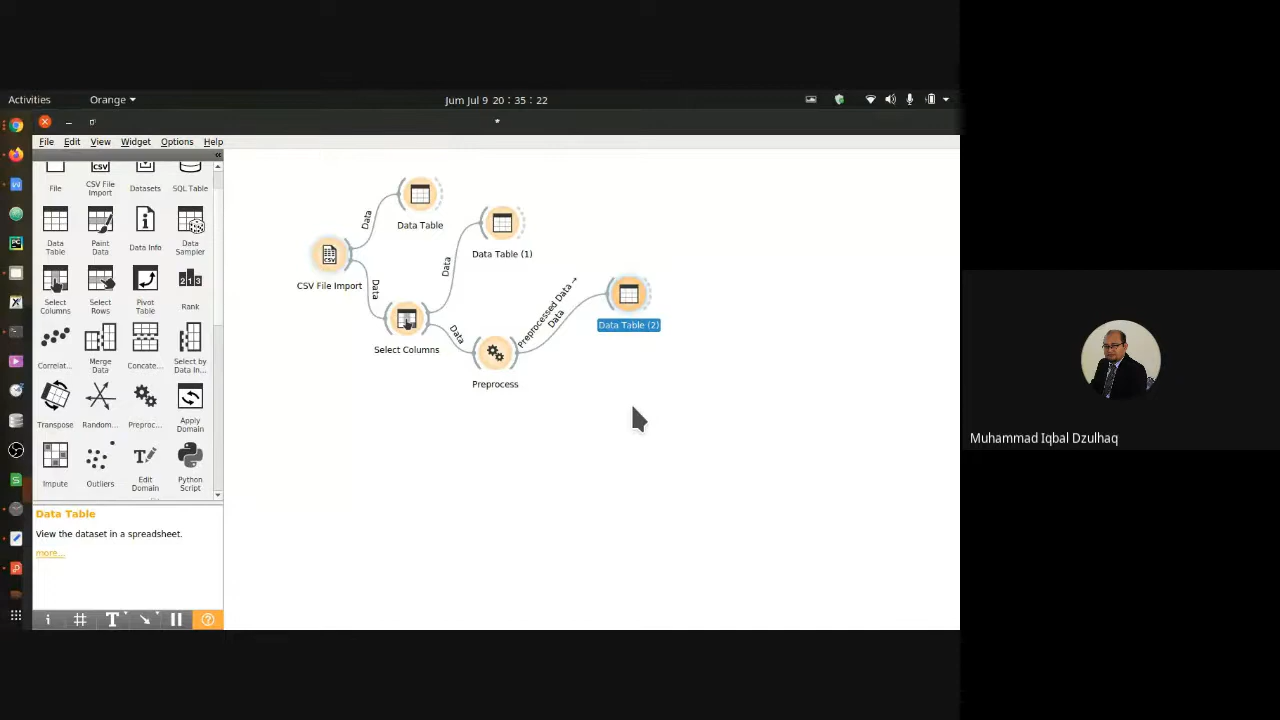 Activities
Orange
Jum Jul 9 20 : 35 : 22
*
File Edit View Widget Options Help
File
CSV File Import
Datasets
SQL Table
Data Table
Paint Data
Data Info
Data Sampler
Select Columns
Select Rows
Pivot Table
Rank
Correlat...
Merge Data
Concate...
Select by Data In...
Transpose
Random...
Preproc...
Apply Domain
Impute
Outliers
Edit Domain
Python Script
Data Table
View the dataset in a spreadsheet.
more...
Data
Data Table
Data
Data Table (1)
CSV File Import
Data
Select Columns
Data
Preprocess
Preprocessed Data → Data
Data Table (2)
Muhammad Iqbal Dzulhaq